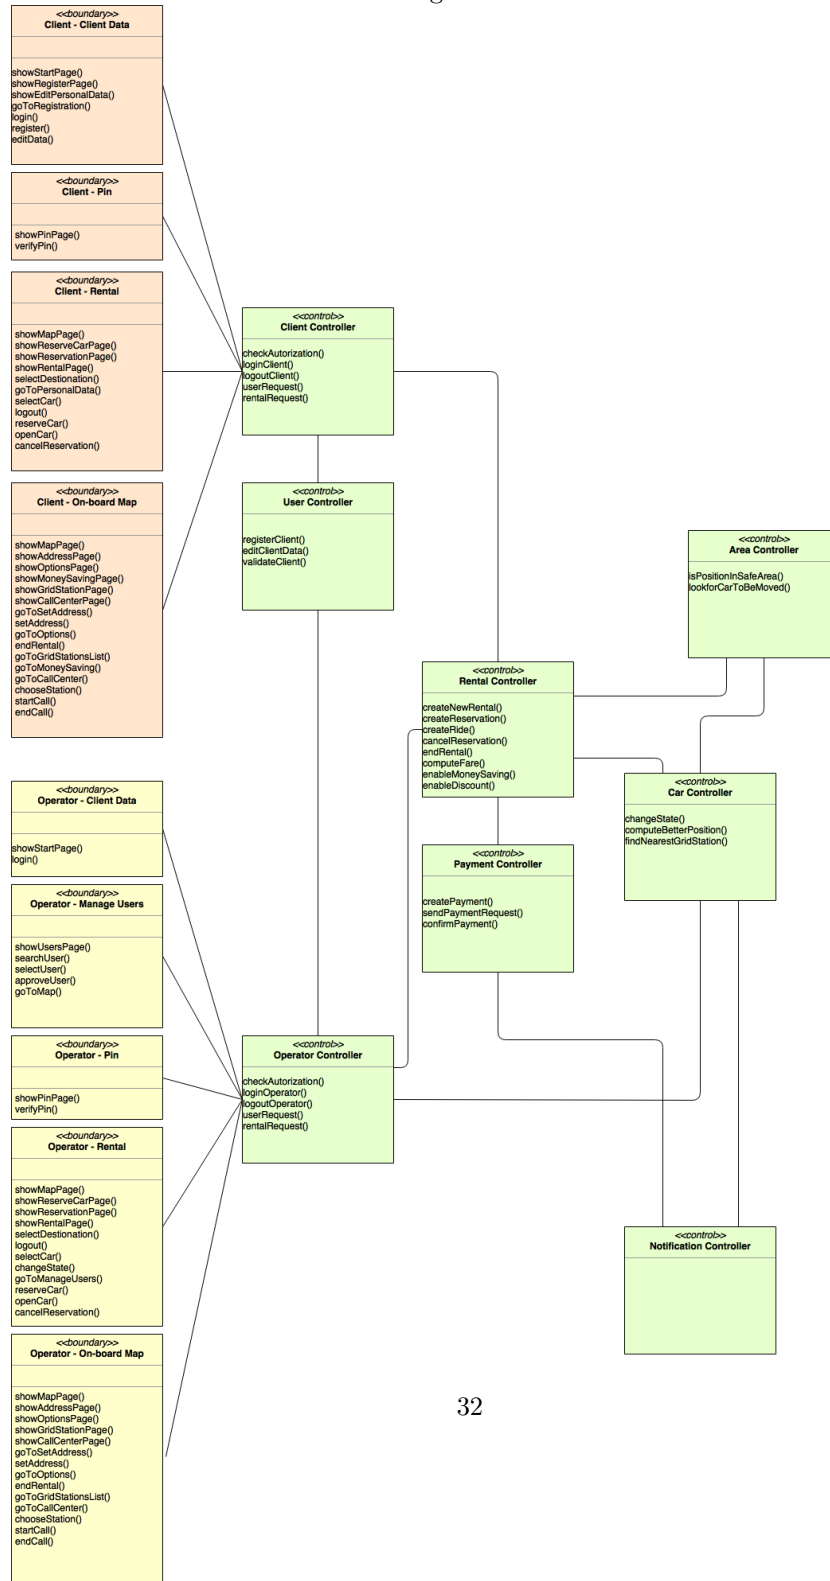 <<boundary>>
Client - Client Data
showStartPage()
showRegisterPage()
showEditPersonalData()
goToRegistration()
login()
register()
editData()
<<boundary>>
Client - Pin
showPinPage()
verifyPin()
<<boundary>>
Client - Rental
showMapPage()
showReserveCarPage()
showReservationPage()
showRentalPage()
selectDestionation()
goToPersonalData()
selectCar()
logout()
reserveCar()
openCar()
cancelReservation()
<<boundary>>
Client - On-board Map
showMapPage()
showAddressPage()
showOptionsPage()
showMoneySavingPage()
showGridStationPage()
showCallCenterPage()
goToSetAddress()
setAddress()
goToOptions()
endRental()
goToGridStationsList()
goToMoneySaving()
goToCallCenter()
chooseStation()
startCall()
endCall()
<<control>>
Client Controller
checkAutorization()
loginClient()
logoutClient()
userRequest()
rentalRequest()
<<control>>
User Controller
registerClient()
editClientData()
validateClient()
<<control>>
Area Controller
isPositionInSafeArea()
lookforCarToBeMoved()
<<control>>
Rental Controller
createNewRental()
createReservation()
createRide()
cancelReservation()
endRental()
computeFare()
enableMoneySaving()
enableDiscount()
<<control>>
Car Controller
changeState()
computeBetterPosition()
findNearestGridStation()
<<control>>
Payment Controller
createPayment()
sendPaymentRequest()
confirmPayment()
<<boundary>>
Operator - Client Data
showStartPage()
login()
<<boundary>>
Operator - Manage Users
showUsersPage()
searchUser()
selectUser()
approveUser()
goToMap()
<<boundary>>
Operator - Pin
showPinPage()
verifyPin()
<<boundary>>
Operator - Rental
showMapPage()
showReserveCarPage()
showReservationPage()
showRentalPage()
selectDestionation()
logout()
selectCar()
changeState()
goToManageUsers()
reserveCar()
openCar()
cancelReservation()
<<boundary>>
Operator - On-board Map
showMapPage()
showAddressPage()
showOptionsPage()
showGridStationPage()
showCallCenterPage()
goToSetAddress()
setAddress()
goToOptions()
endRental()
goToGridStationsList()
goToCallCenter()
chooseStation()
startCall()
endCall()
<<control>>
Operator Controller
checkAutorization()
loginOperator()
logoutOperator()
userRequest()
rentalRequest()
<<control>>
Notification Controller
32